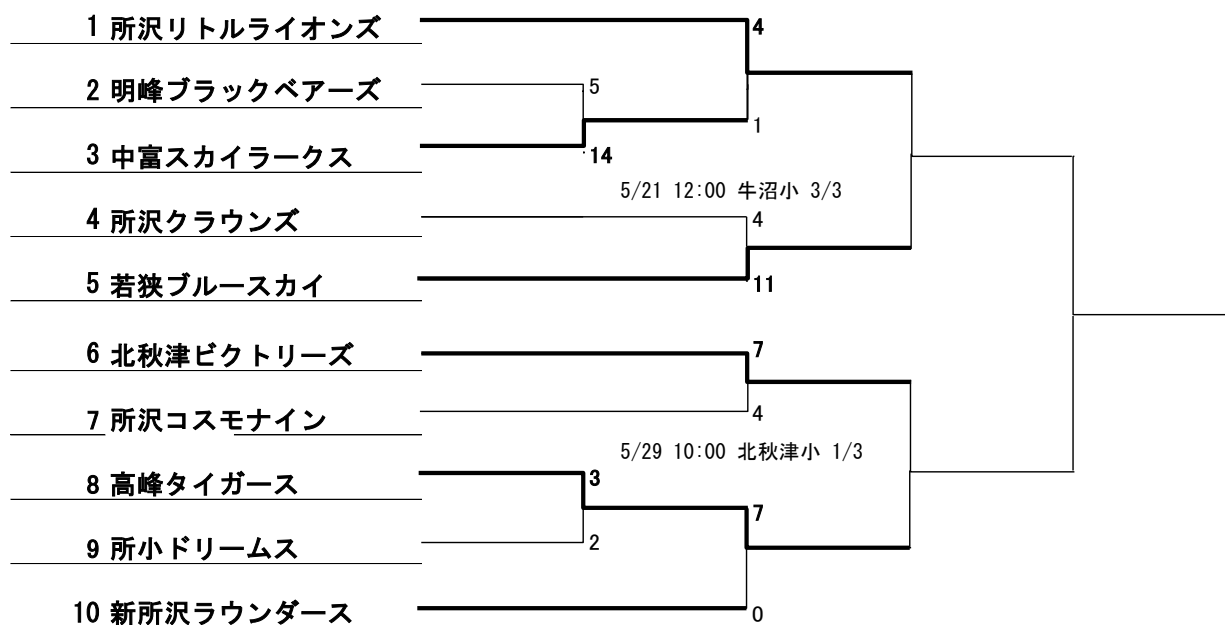 1 所沢リトルライオンズ
4
2 明峰ブラックベアーズ
5
1
3 中富スカイラークス
14
5/21 12:00 牛沼小 3/3
4 所沢クラウンズ
4
5 若狭ブルースカイ
11
6 北秋津ビクトリーズ
7
7 所沢コスモナイン
4
5/29 10:00 北秋津小 1/3
8 高峰タイガース
3
7
9 所小ドリームス
2
10 新所沢ラウンダース
0